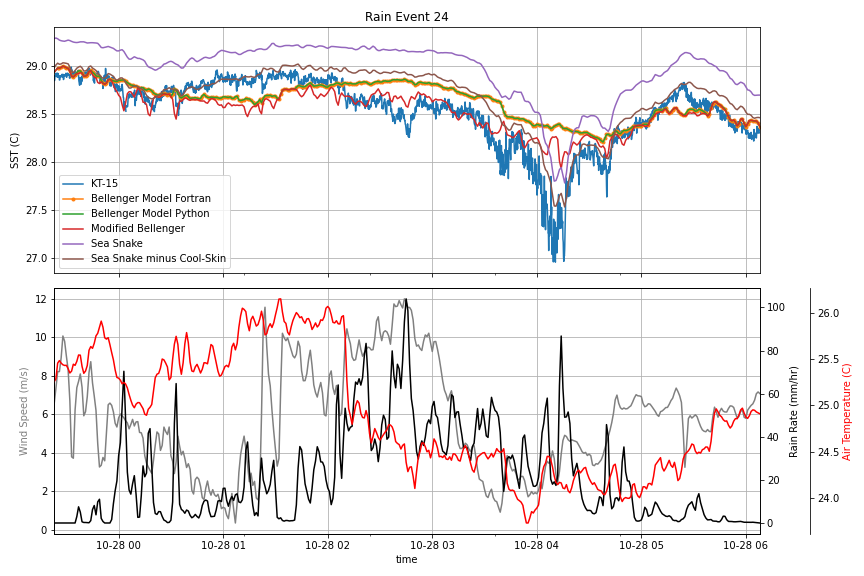 Rain Event 24
SST (C)
29.0
28.5
28.0
27.5
27.0
KT-15
Bellenger Model Fortran
Bellenger Model Python
Modified Bellenger
Sea Snake
Sea Snake minus Cool-Skin
Wind Speed (m/s)
12
10
8
6
4
2
0
100
80
60
40
20
0
Rain Rate (mm/hr)
26.0
25.5
25.0
24.5
24.0
Air Temperature (C)
10-28 00 10-28 01 10-28 02 10-28 03 10-28 04 10-28 05 10-28 06
time